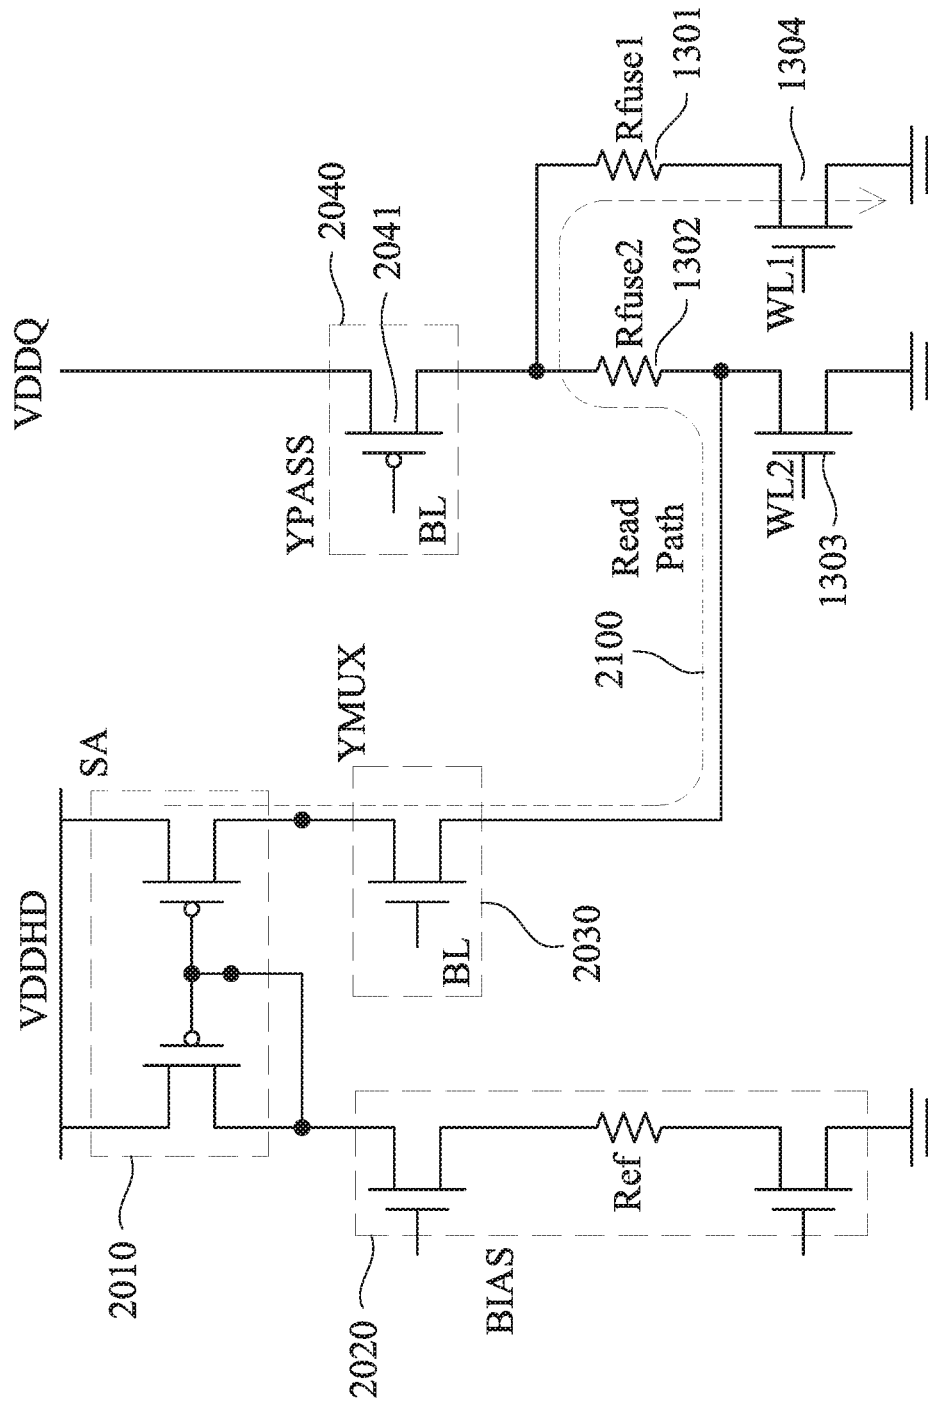 VDDHD
SA
2010
2020
BIAS
Ref
YMUX
BL
2030
VDDQ
YPASS
BL
2040
2041
Read
Path
2100
Rfuse2
1302
Rfuse1
1301
WL2
1303
WL1
1304